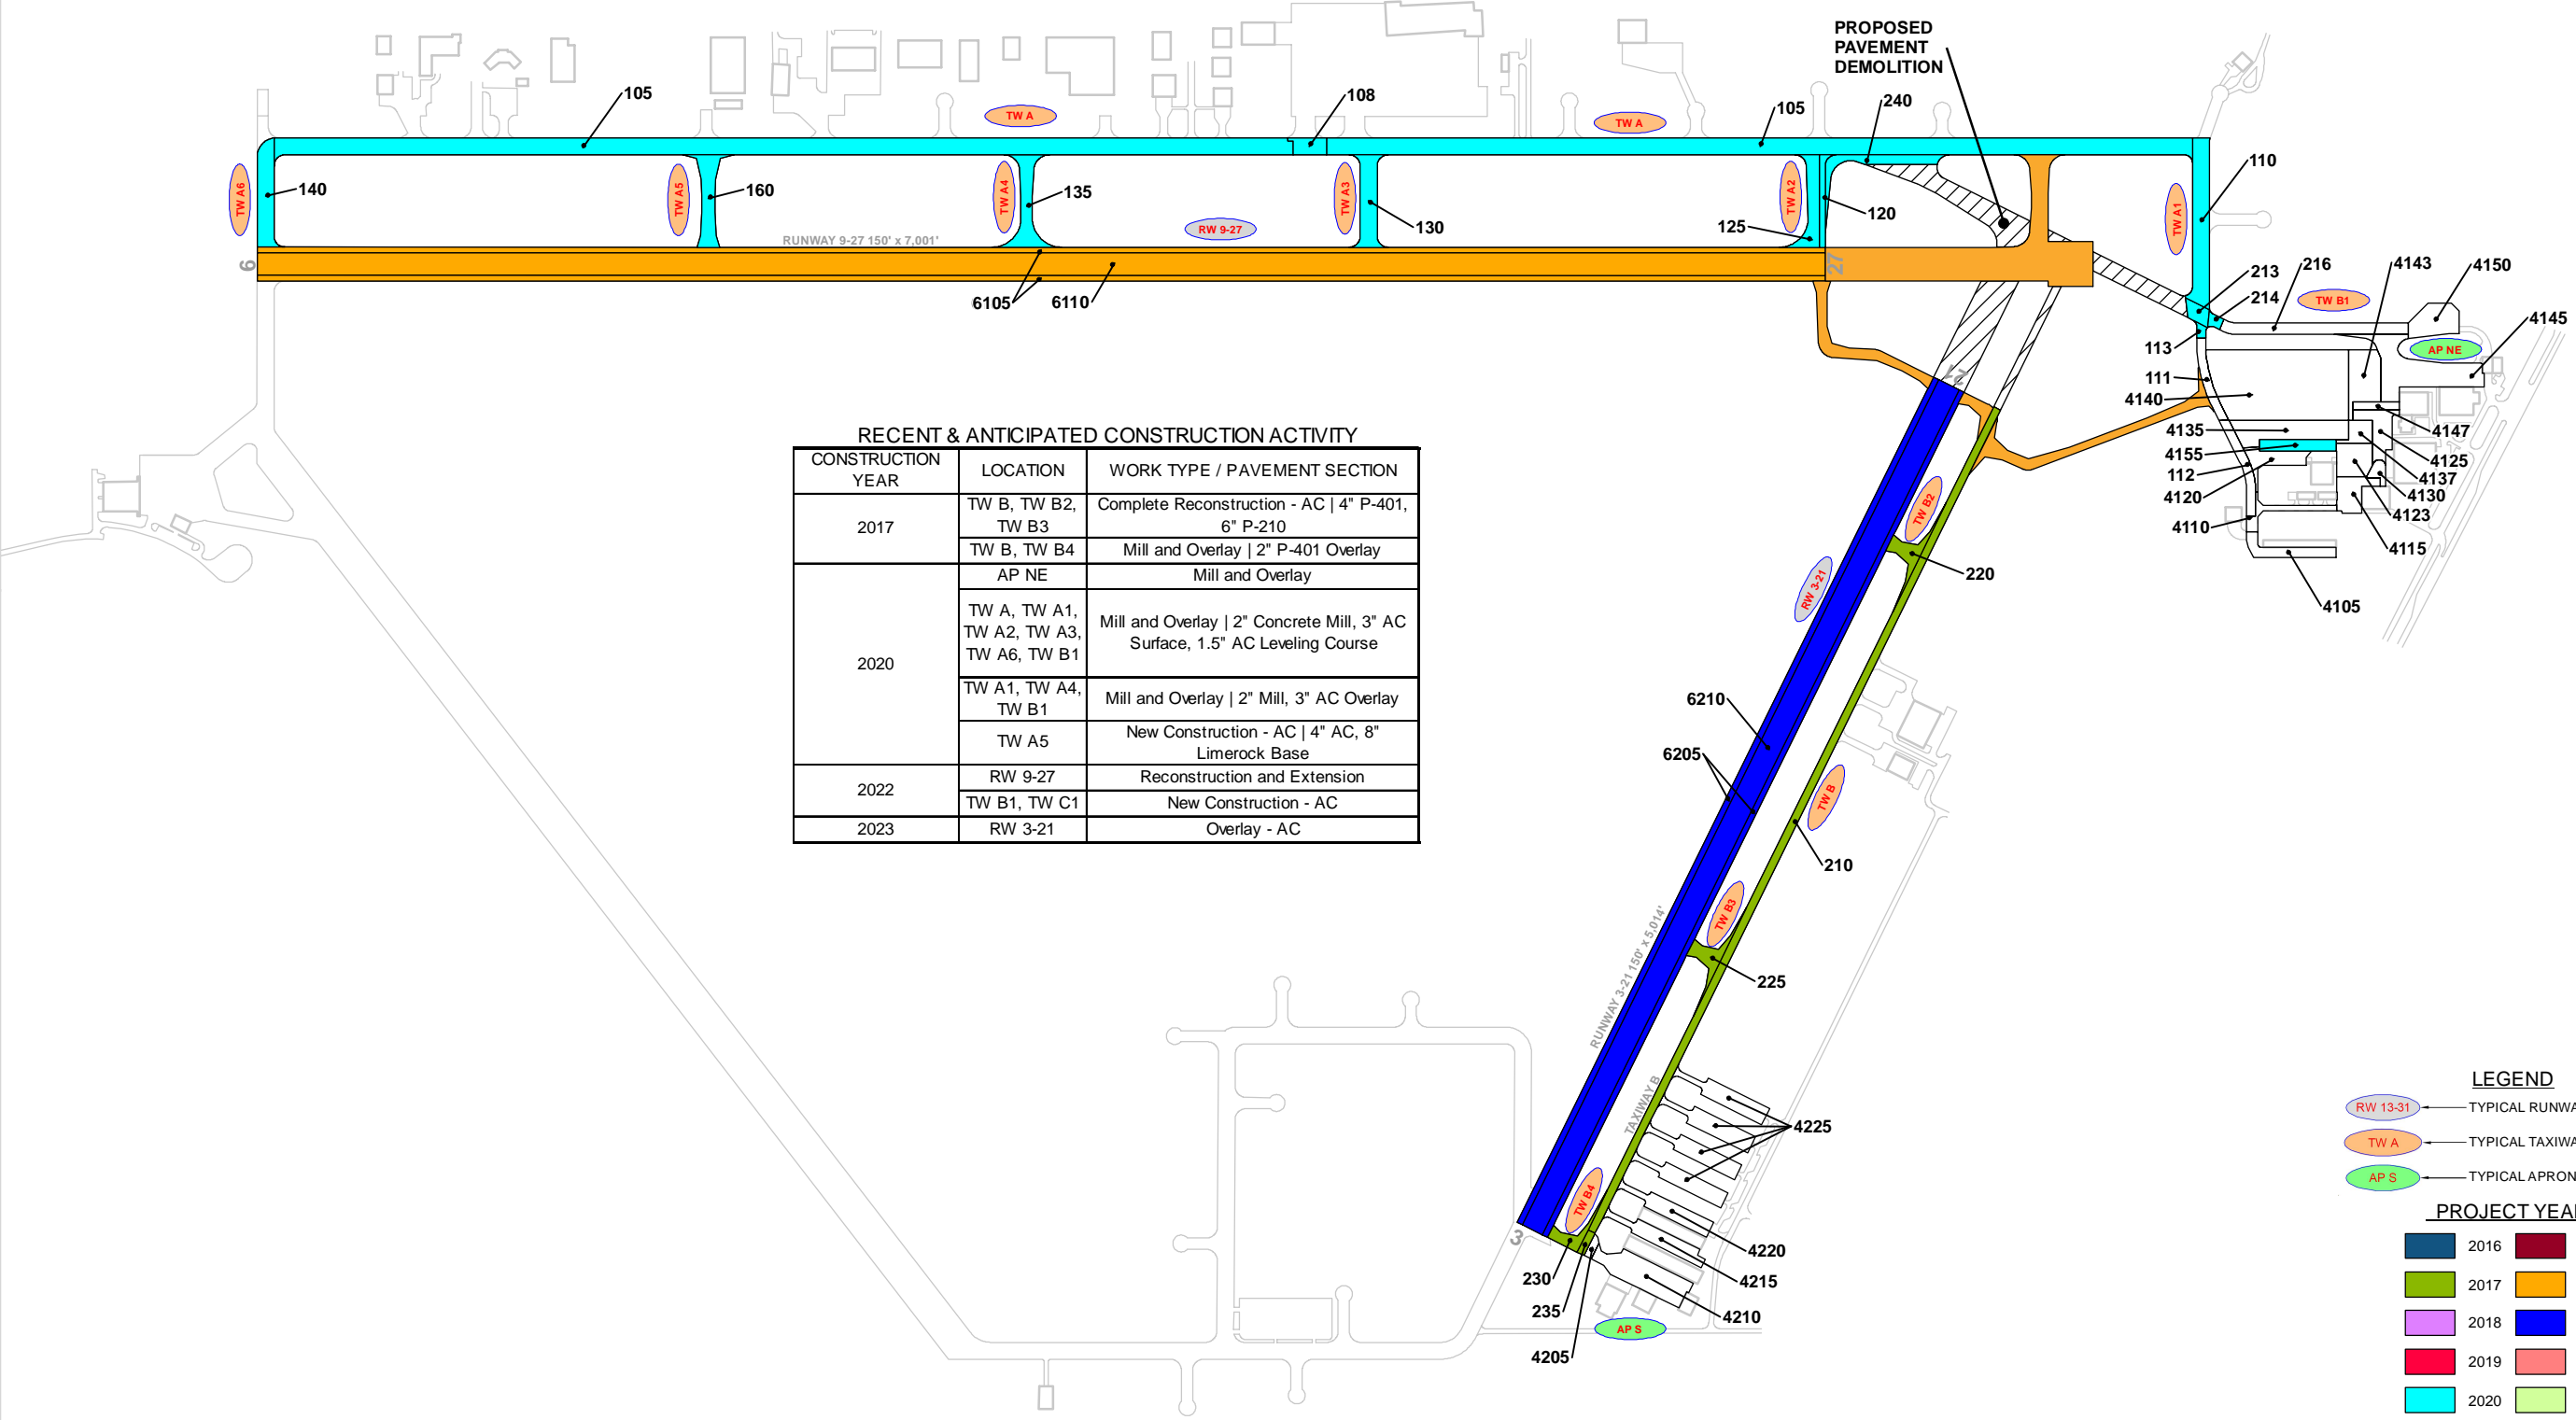 PROPOSED
PAVEMENT
DEMOLITION
105
TW A
108
TW A
105
240
110
TW A6
140
TW A5
160
TW A4
135
TW A3
130
TW A2
120
125
TW A1
RW 9-27
RUNWAY 9-27 150' x 7,001'
9
27
6105
6110
213
214
216
4143
4150
TW B1
4145
AP NE
113
111
4140
4135
4155
112
4120
4110
4147
4125
4137
4130
4123
4115
4105
21
RECENT & ANTICIPATED CONSTRUCTION ACTIVITY
CONSTRUCTION
YEAR
LOCATION
WORK TYPE / PAVEMENT SECTION
2017
TW B, TW B2,
TW B3
Complete Reconstruction - AC | 4" P-401,
6" P-210
TW B, TW B4
Mill and Overlay | 2" P-401 Overlay
2020
AP NE
Mill and Overlay
TW A, TW A1,
TW A2, TW A3,
TW A6, TW B1
Mill and Overlay | 2" Concrete Mill, 3" AC
Surface, 1.5" AC Leveling Course
TW A1, TW A4,
TW B1
Mill and Overlay | 2" Mill, 3" AC Overlay
TW A5
New Construction - AC | 4" AC, 8"
Limerock Base
2022
RW 9-27
Reconstruction and Extension
TW B1, TW C1
New Construction - AC
2023
RW 3-21
Overlay - AC
TW B2
220
RW 3-21
6210
6205
TW B
210
TW B3
225
RUNWAY 3-21 150' x 5,014'
TAXIWAY B
4225
TW B4
3
230
235
4205
4220
4215
4210
AP S
LEGEND
RW 13-31
TYPICAL RUNWA
TW A
TYPICAL TAXIWA
AP S
TYPICAL APRON
PROJECT YEA
2016
2017
2018
2019
2020